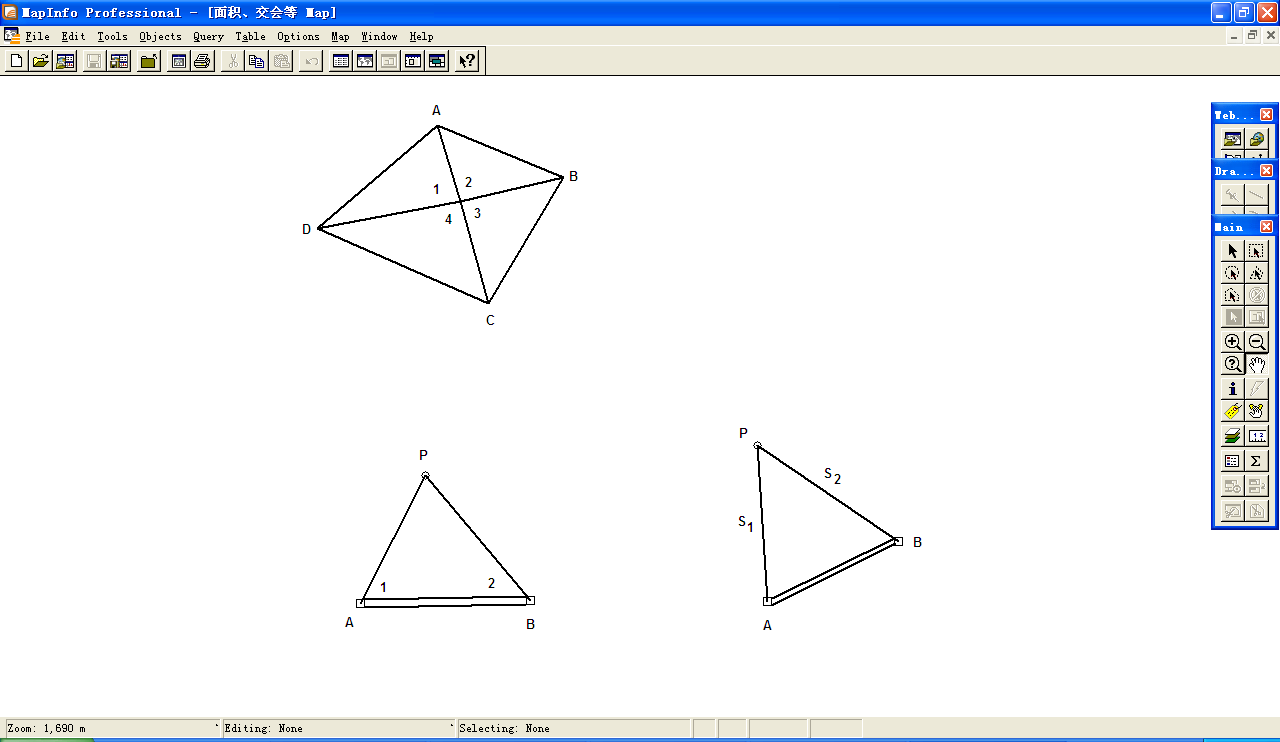 MapInfo Professional - [面积、交会等 Map]
File Edit Tools Objects Query Table Options Map Window Help
Web...
Dra...
Main
A
2
B
1
3
4
D
C
P
P
S2
S1
B
1
2
A
B
A
Zoom: 1,690 m
Editing: None
Selecting: None